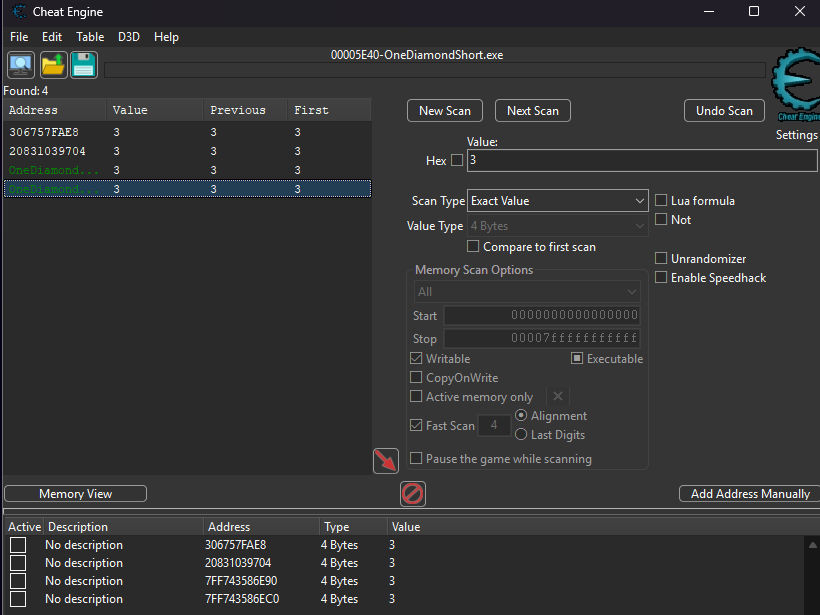 Cheat Engine
File Edit Table D3D Help
00005E40-OneDiamondShort.exe
Found: 4
Address Value Previous First
306757FAE8 3 3 3
20831039704 3 3 3
OneDiamond... 3 3 3
OneDiamond... 3 3 3
New Scan Next Scan Undo Scan
Cheat Engine
Settings
Value:
Hex 3
Scan Type Exact Value
Lua formula
Not
Value Type 4 Bytes
Compare to first scan
Unrandomizer
Enable Speedhack
Memory Scan Options
All
Start 0000000000000000
Stop 00007fffffffffff
Writable Executable
CopyOnWrite
Active memory only
Fast Scan 4 Alignment
Last Digits
Pause the game while scanning
Memory View Add Address Manually
Active Description Address Type Value
No description 306757FAE8 4 Bytes 3
No description 20831039704 4 Bytes 3
No description 7FF743586E90 4 Bytes 3
No description 7FF743586EC0 4 Bytes 3